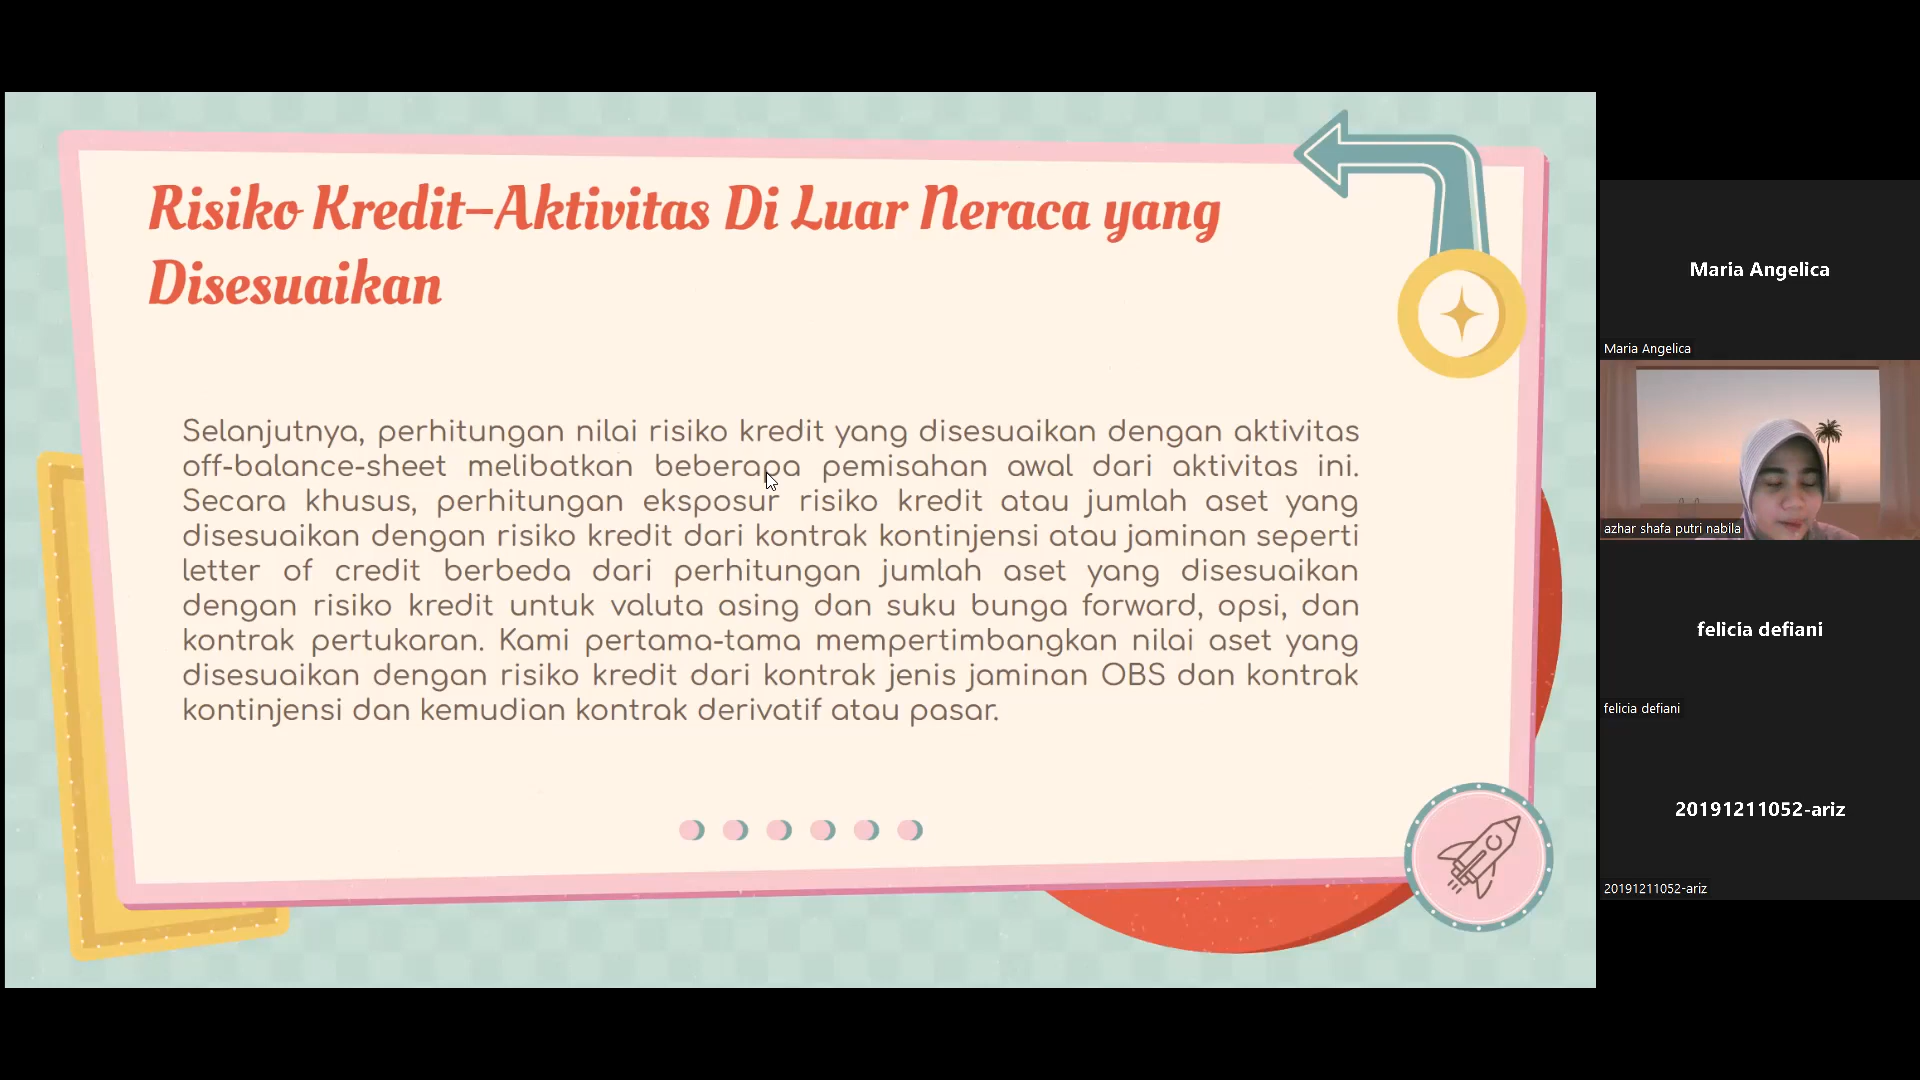 Risiko Kredit–Aktivitas Di Luar Neraca yang
Disesuaikan
Selanjutnya, perhitungan nilai risiko kredit yang disesuaikan dengan aktivitas
off-balance-sheet melibatkan beberapa pemisahan awal dari aktivitas ini.
Secara khusus, perhitungan eksposur risiko kredit atau jumlah aset yang
disesuaikan dengan risiko kredit dari kontrak kontinjensi atau jaminan seperti
letter of credit berbeda dari perhitungan jumlah aset yang disesuaikan
dengan risiko kredit untuk valuta asing dan suku bunga forward, opsi, dan
kontrak pertukaran. Kami pertama-tama mempertimbangkan nilai aset yang
disesuaikan dengan risiko kredit dari kontrak jenis jaminan OBS dan kontrak
kontinjensi dan kemudian kontrak derivatif atau pasar.
Maria Angelica
Maria Angelica
azhar shafa putri nabila
felicia defiani
felicia defiani
20191211052-ariz
20191211052-ariz